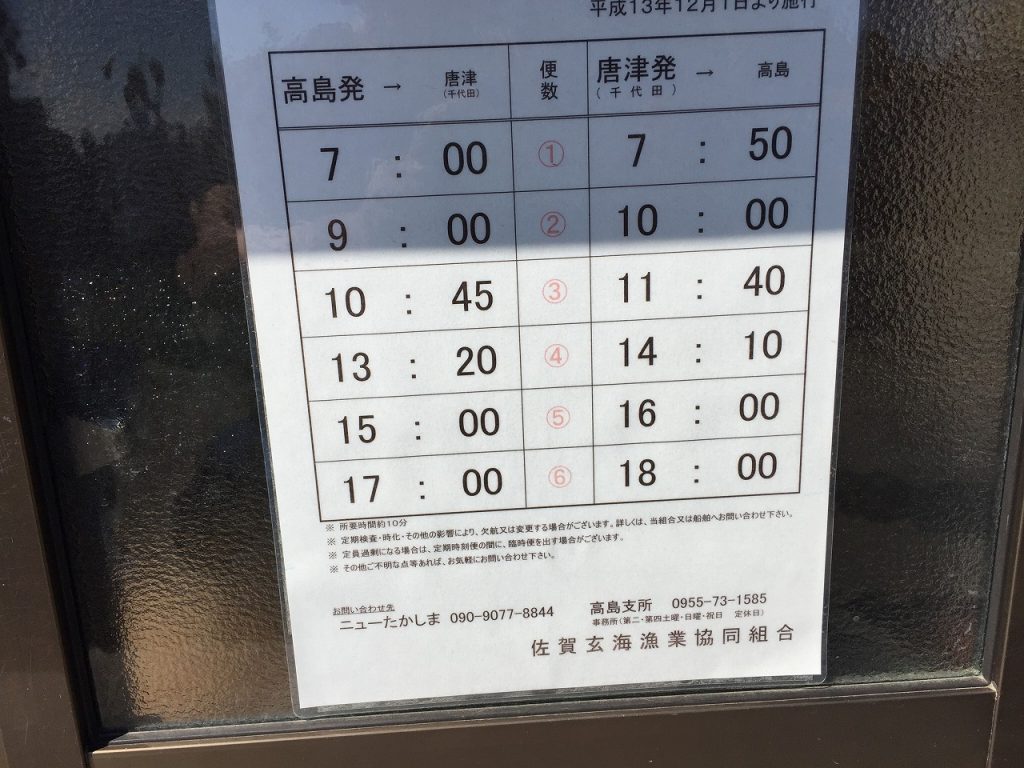 平成13年12月1日より施行
高島発 → 唐津 便数 唐津発 → 高島
(千代田) (千代田)
7 : 00 ① 7 : 50
9 : 00 ② 10 : 00
10 : 45 ③ 11 : 40
13 : 20 ④ 14 : 10
15 : 00 ⑤ 16 : 00
17 : 00 ⑥ 18 : 00
※ 所要時間約10分
※ 定期検査・時化・その他の影響により、欠航又は変更する場合がございます。詳しくは、当組合又は船舶へお問い合わせ下さい。
※ 定員過剰になる場合は、定期時刻便の間に、臨時便を出す場合がございます。
※ その他ご不明な点等あれば、お気軽にお問い合わせ下さい。
お問い合わせ先
ニューたかしま 090-9077-8844 高島支所 0955-73-1585
事務所(第二・第四土曜・日曜・祝日 定休日)
佐賀玄海漁業協同組合